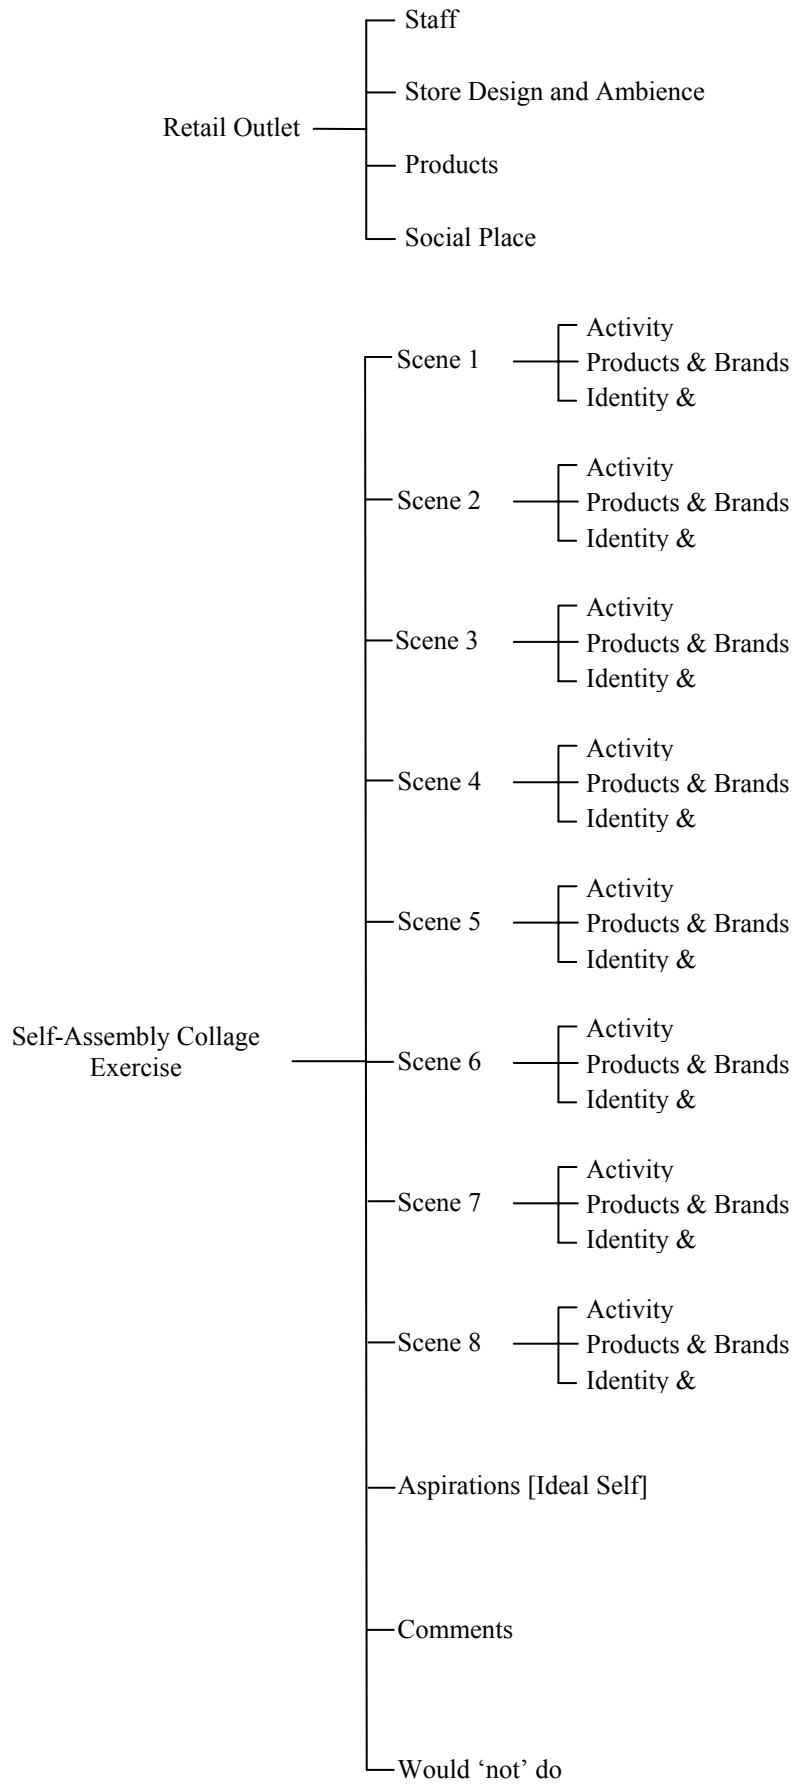 Staff
Store Design and Ambience
Retail Outlet
Products
Social Place
Scene 1
Activity
Products & Brands
Identity &
Scene 2
Activity
Products & Brands
Identity &
Scene 3
Activity
Products & Brands
Identity &
Scene 4
Activity
Products & Brands
Identity &
Scene 5
Activity
Products & Brands
Identity &
Self-Assembly Collage
Exercise
Scene 6
Activity
Products & Brands
Identity &
Scene 7
Activity
Products & Brands
Identity &
Scene 8
Activity
Products & Brands
Identity &
Aspirations [Ideal Self]
Comments
Would ‘not’ do